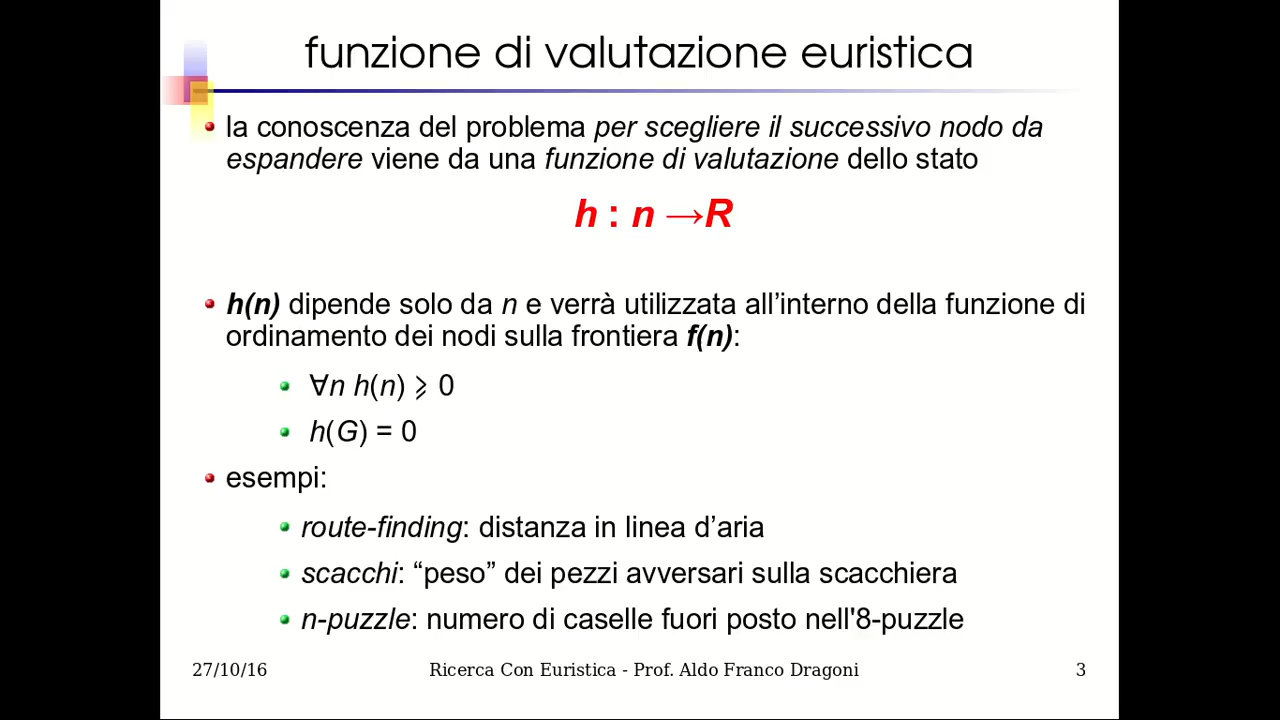 funzione di valutazione euristica
la conoscenza del problema per scegliere il successivo nodo da
espandere viene da una funzione di valutazione dello stato
h : n →R
h(n) dipende solo da n e verrà utilizzata all’interno della funzione di
ordinamento dei nodi sulla frontiera f(n):
∀n h(n) ⩾ 0
h(G) = 0
esempi:
route-finding: distanza in linea d’aria
scacchi: “peso” dei pezzi avversari sulla scacchiera
n-puzzle: numero di caselle fuori posto nell'8-puzzle
27/10/16 Ricerca Con Euristica - Prof. Aldo Franco Dragoni 3